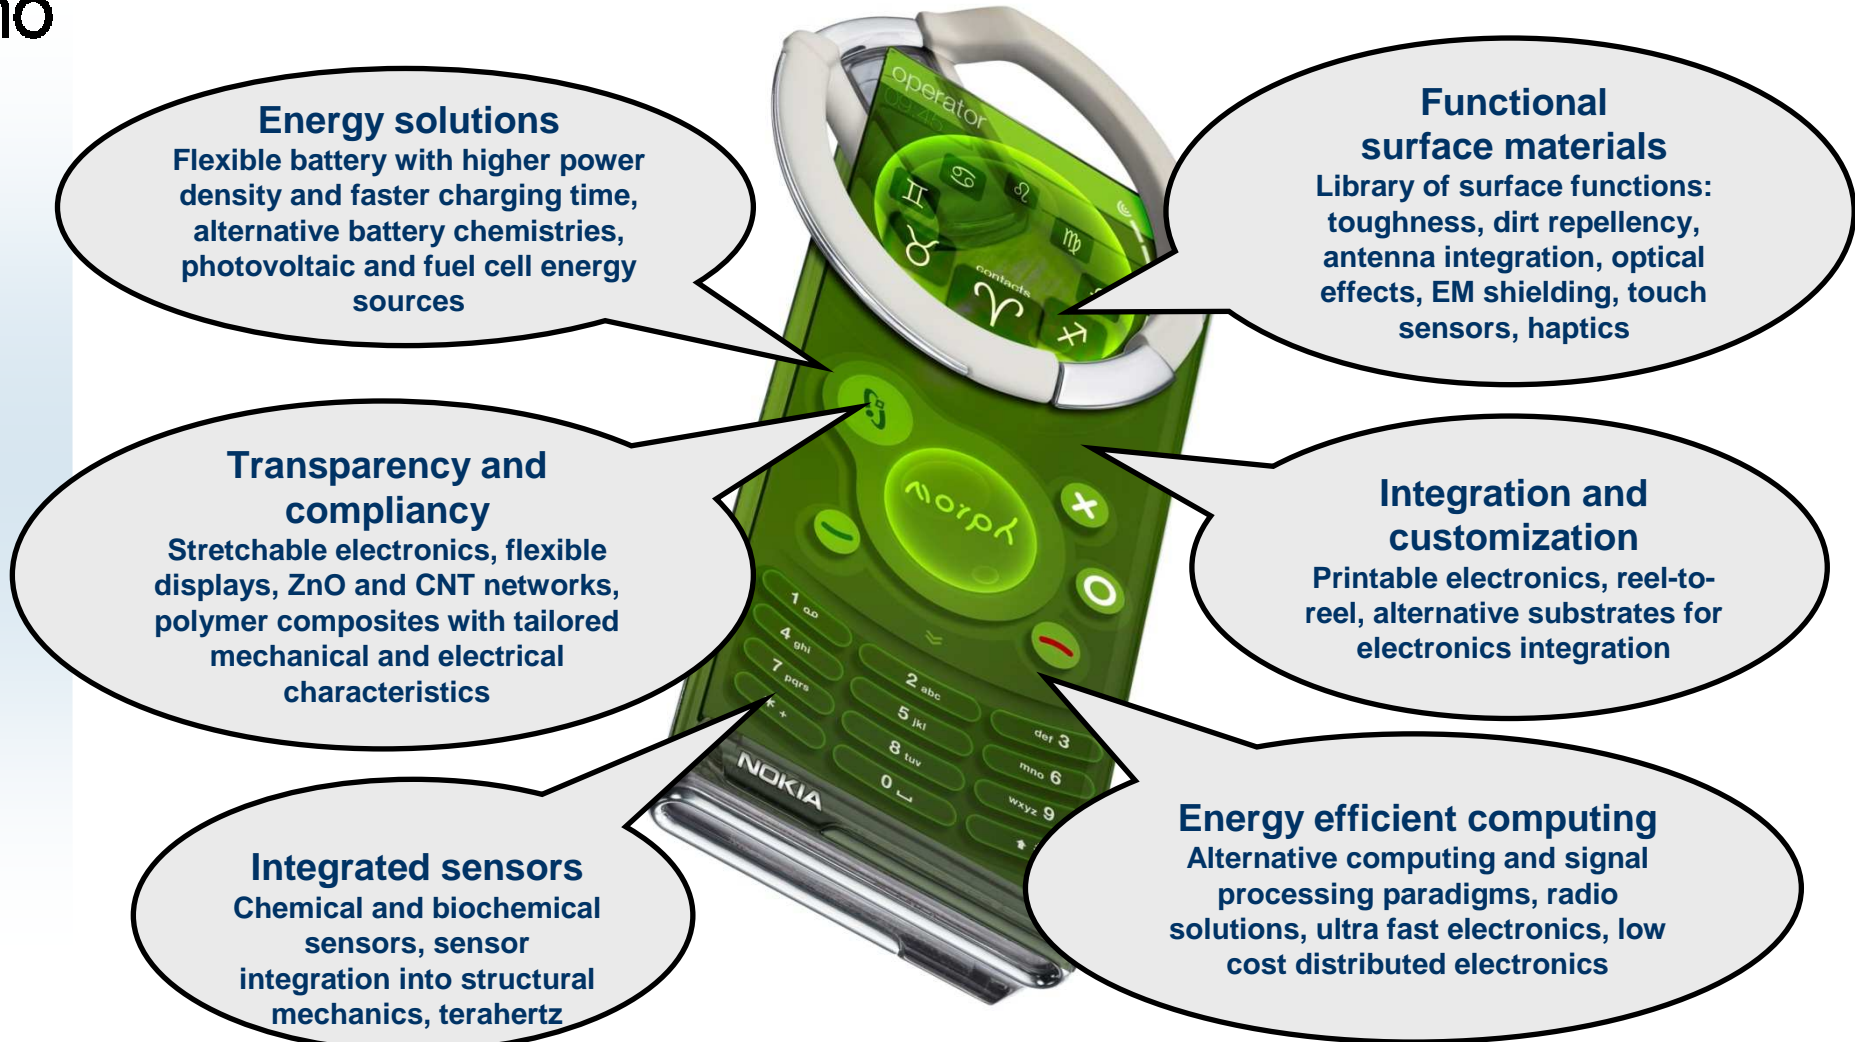 no
Energy solutions
Flexible battery with higher power
density and faster charging time,
alternative battery chemistries,
photovoltaic and fuel cell energy
sources
Functional
surface materials
Library of surface functions:
toughness, dirt repellency,
antenna integration, optical
effects, EM shielding, touch
sensors, haptics
Transparency and
compliancy
Stretchable electronics, flexible
displays, ZnO and CNT networks,
polymer composites with tailored
mechanical and electrical
characteristics
Integration and
customization
Printable electronics, reel-to-
reel, alternative substrates for
electronics integration
Integrated sensors
Chemical and biochemical
sensors, sensor
integration into structural
mechanics, terahertz
Energy efficient computing
Alternative computing and signal
processing paradigms, radio
solutions, ultra fast electronics, low
cost distributed electronics
operator
09:45
♊ ♋ ♌ ♍
♉
contacts
♈ ♐
morph
1
2 abc
def 3
4 ghi
5 jkl
mno 6
7 pqrs
8 tuv
wxyz 9
* +
0
NOKIA